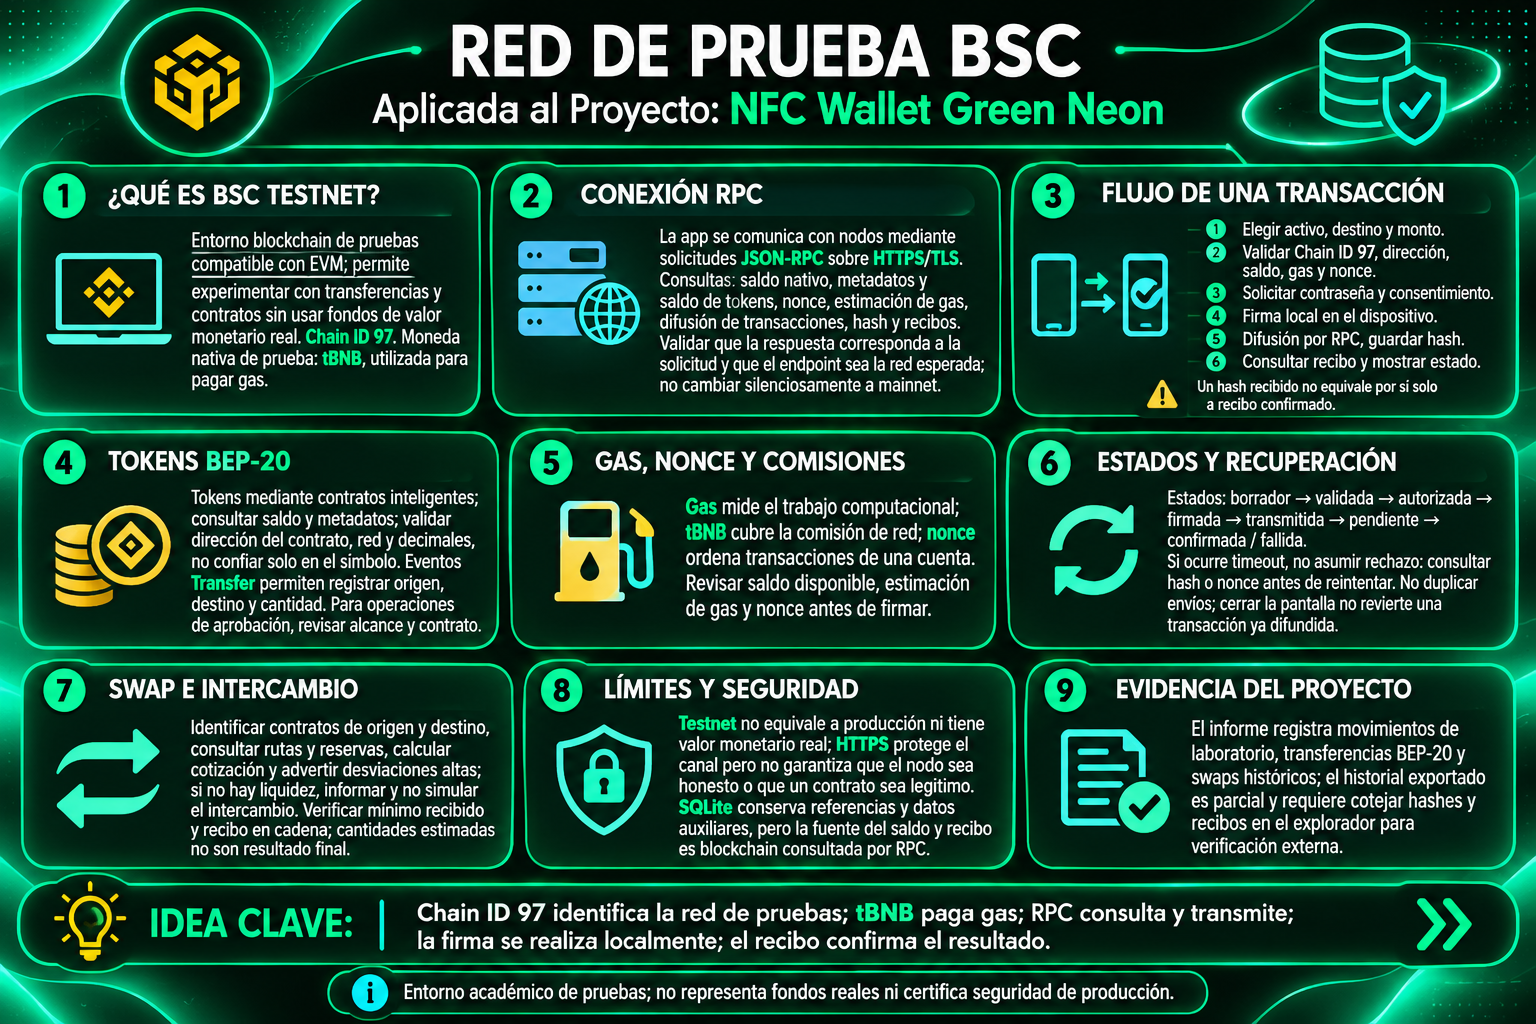 RED DE PRUEBA BSC
Aplicada al Proyecto: NFC Wallet Green Neon
1
¿QUÉ ES BSC TESTNET?
Entorno blockchain de pruebas
compatible con EVM; permite
experimentar con transferencias y
contratos sin usar fondos de valor
monetario real. Chain ID 97. Moneda
nativa de prueba: tBNB, utilizada para
pagar gas.
2
CONEXIÓN RPC
La app se comunica con nodos mediante
solicitudes JSON-RPC sobre HTTPS/TLS.
Consultas: saldo nativo, metadatos y
saldo de tokens, nonce, estimación de gas,
difusión de transacciones, hash y recibos.
Validar que la respuesta corresponda a la
solicitud y que el endpoint sea la red esperada;
no cambiar silenciosamente a mainnet.
3
FLUJO DE UNA TRANSACCIÓN
1 Elegir activo, destino y monto.
2 Validar Chain ID 97, dirección,
saldo, gas y nonce.
3 Solicitar contraseña y consentimiento.
4 Firma local en el dispositivo.
5 Difusión por RPC, guardar hash.
6 Consultar recibo y mostrar estado.
Un hash recibido no equivale por sí solo
a recibo confirmado.
4
TOKENS BEP-20
Tokens mediante contratos inteligentes;
consultar saldo y metadatos; validar
dirección del contrato, red y decimales,
no confiar solo en el símbolo. Eventos
Transfer permiten registrar origen,
destino y cantidad. Para operaciones
de aprobación, revisar alcance y contrato.
5
GAS, NONCE Y COMISIONES
Gas mide el trabajo computacional;
tBNB cubre la comisión de red; nonce
ordena transacciones de una cuenta.
Revisar saldo disponible, estimación
de gas y nonce antes de firmar.
6
ESTADOS Y RECUPERACIÓN
Estados: borrador → validada → autorizada →
firmada → transmitida → pendiente →
confirmada / fallida.
Si ocurre timeout, no asumir rechazo: consultar
hash o nonce antes de reintentar. No duplicar
envíos; cerrar la pantalla no revierte una
transacción ya difundida.
7
SWAP E INTERCAMBIO
Identificar contratos de origen y destino,
consultar rutas y reservas, calcular
cotización y advertir desviaciones altas;
si no hay liquidez, informar y no simular
el intercambio. Verificar mínimo recibido
y recibo en cadena; cantidades estimadas
no son resultado final.
8
LÍMITES Y SEGURIDAD
Testnet no equivale a producción ni tiene
valor monetario real; HTTPS protege el
canal pero no garantiza que el nodo sea
honesto o que un contrato sea legitimo.
SQLite conserva referencias y datos
auxiliares, pero la fuente del saldo y recibo
es blockchain consultada por RPC.
9
EVIDENCIA DEL PROYECTO
El informe registra movimientos de
laboratorio, transferencias BEP-20 y
swaps históricos; el historial exportado
es parcial y requiere cotejar hashes y
recibos en el explorador para
verificación externa.
IDEA CLAVE:
Chain ID 97 identifica la red de pruebas; tBNB paga gas; RPC consulta y transmite;
la firma se realiza localmente; el recibo confirma el resultado.
i
Entorno académico de pruebas; no representa fondos reales ni certifica seguridad de producción.